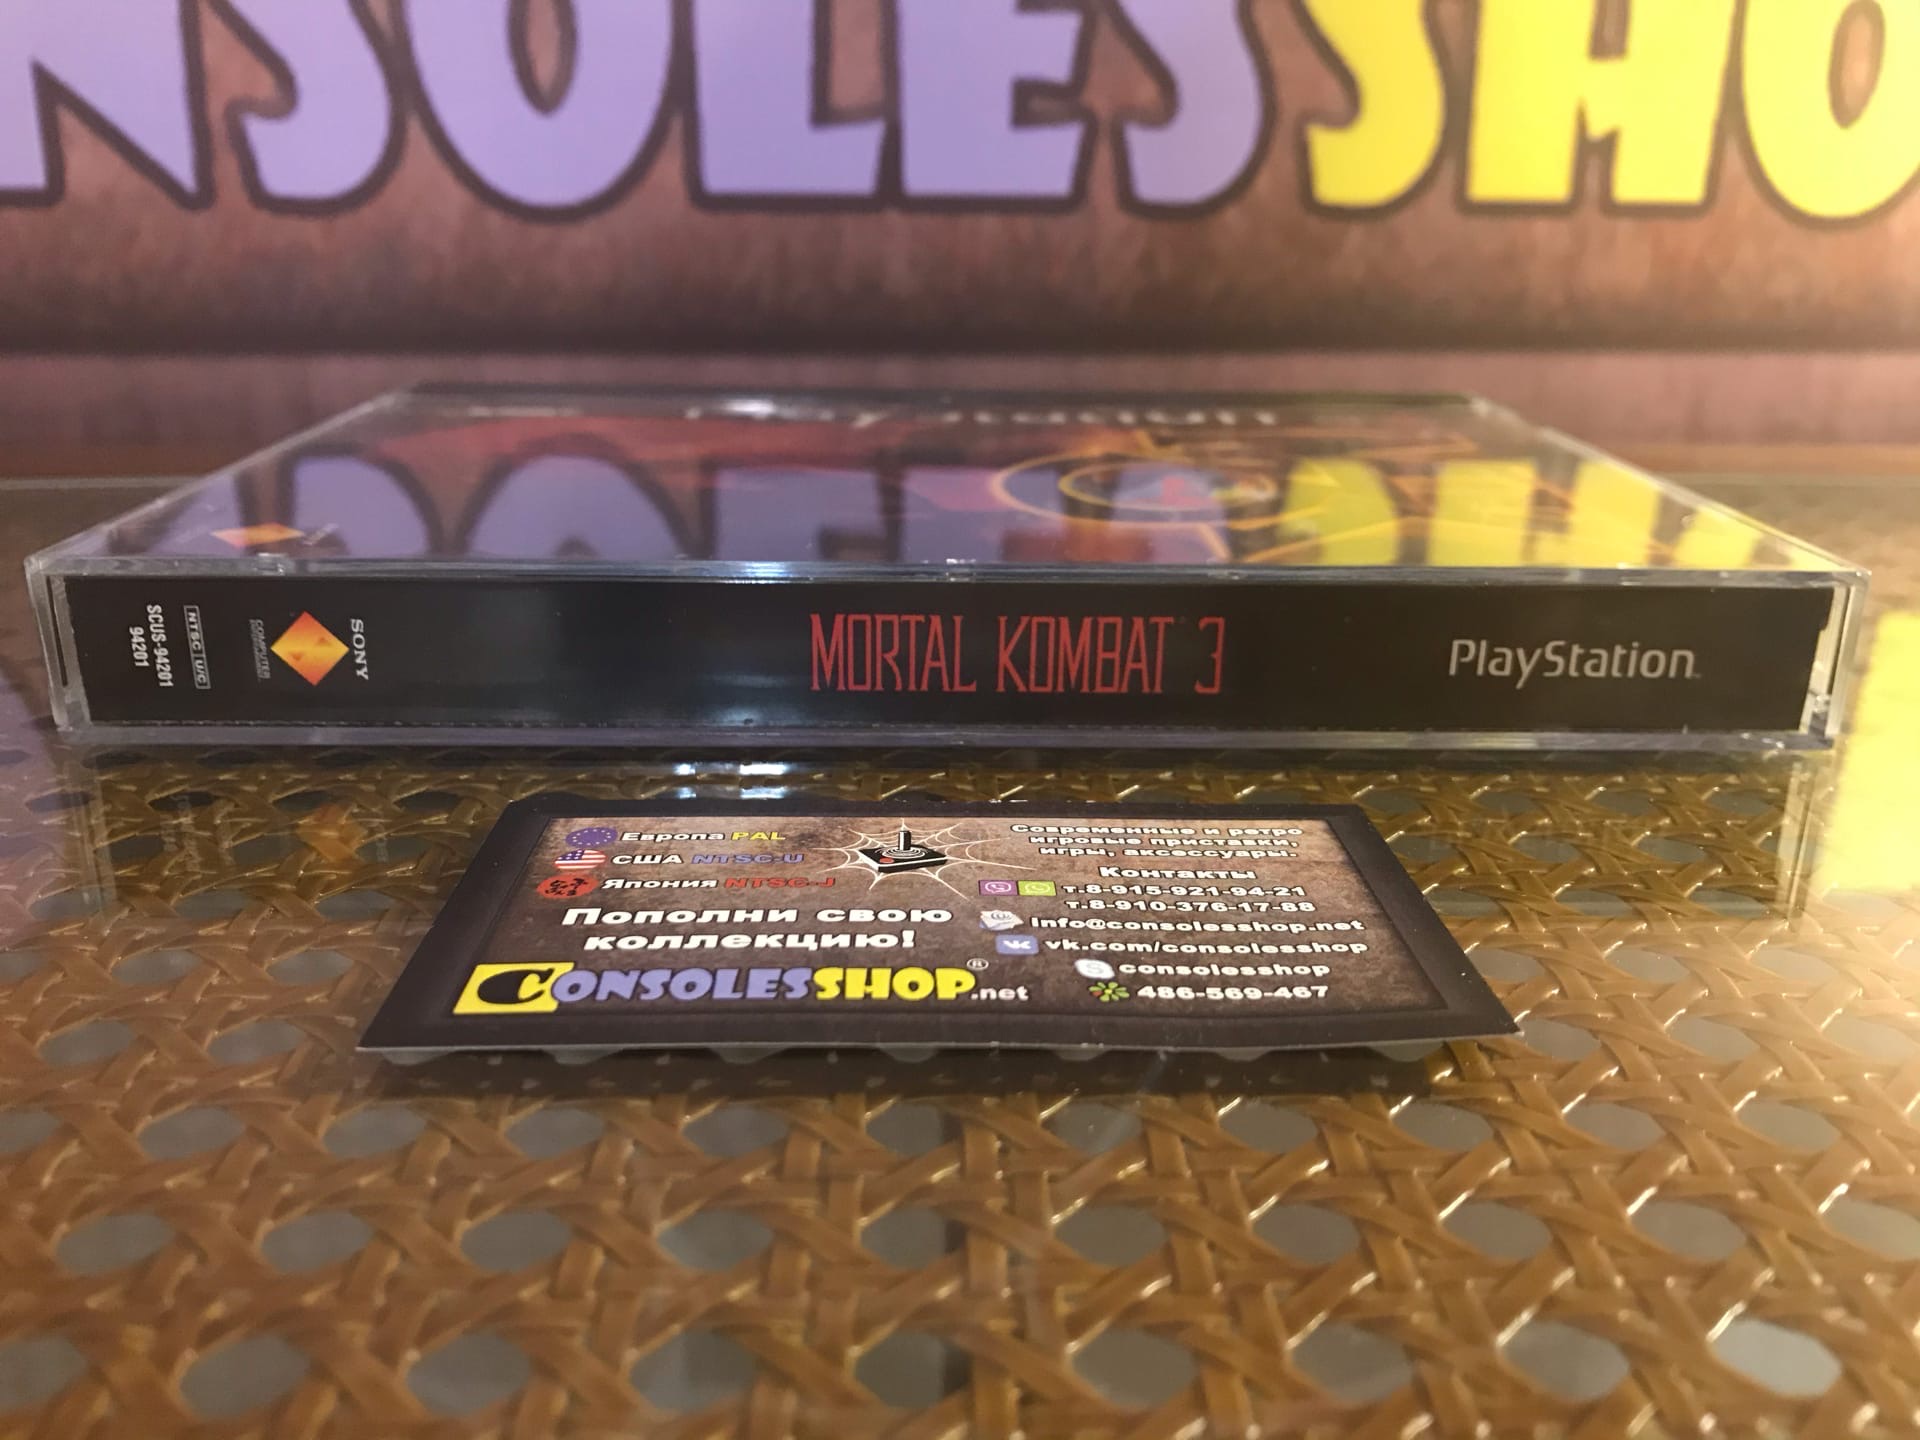 NSOLESSHO
PlayStation
SCUS-94201
94201
NTSC U/C
SONY
COMPUTER
MORTAL KOMBAT 3
PlayStation
Европа PAL
США NTSC-U
Япония NTSC-J
Пополни свою
коллекцию!
CONSOLESSHOP®.net
Современные и ретро
игровые приставки,
игры, аксессуары.
Контакты
т.8-915-921-94-21
т.8-910-376-17-88
info@consolesshop.net
vk.com/consolesshop
consolesshop
486-569-467